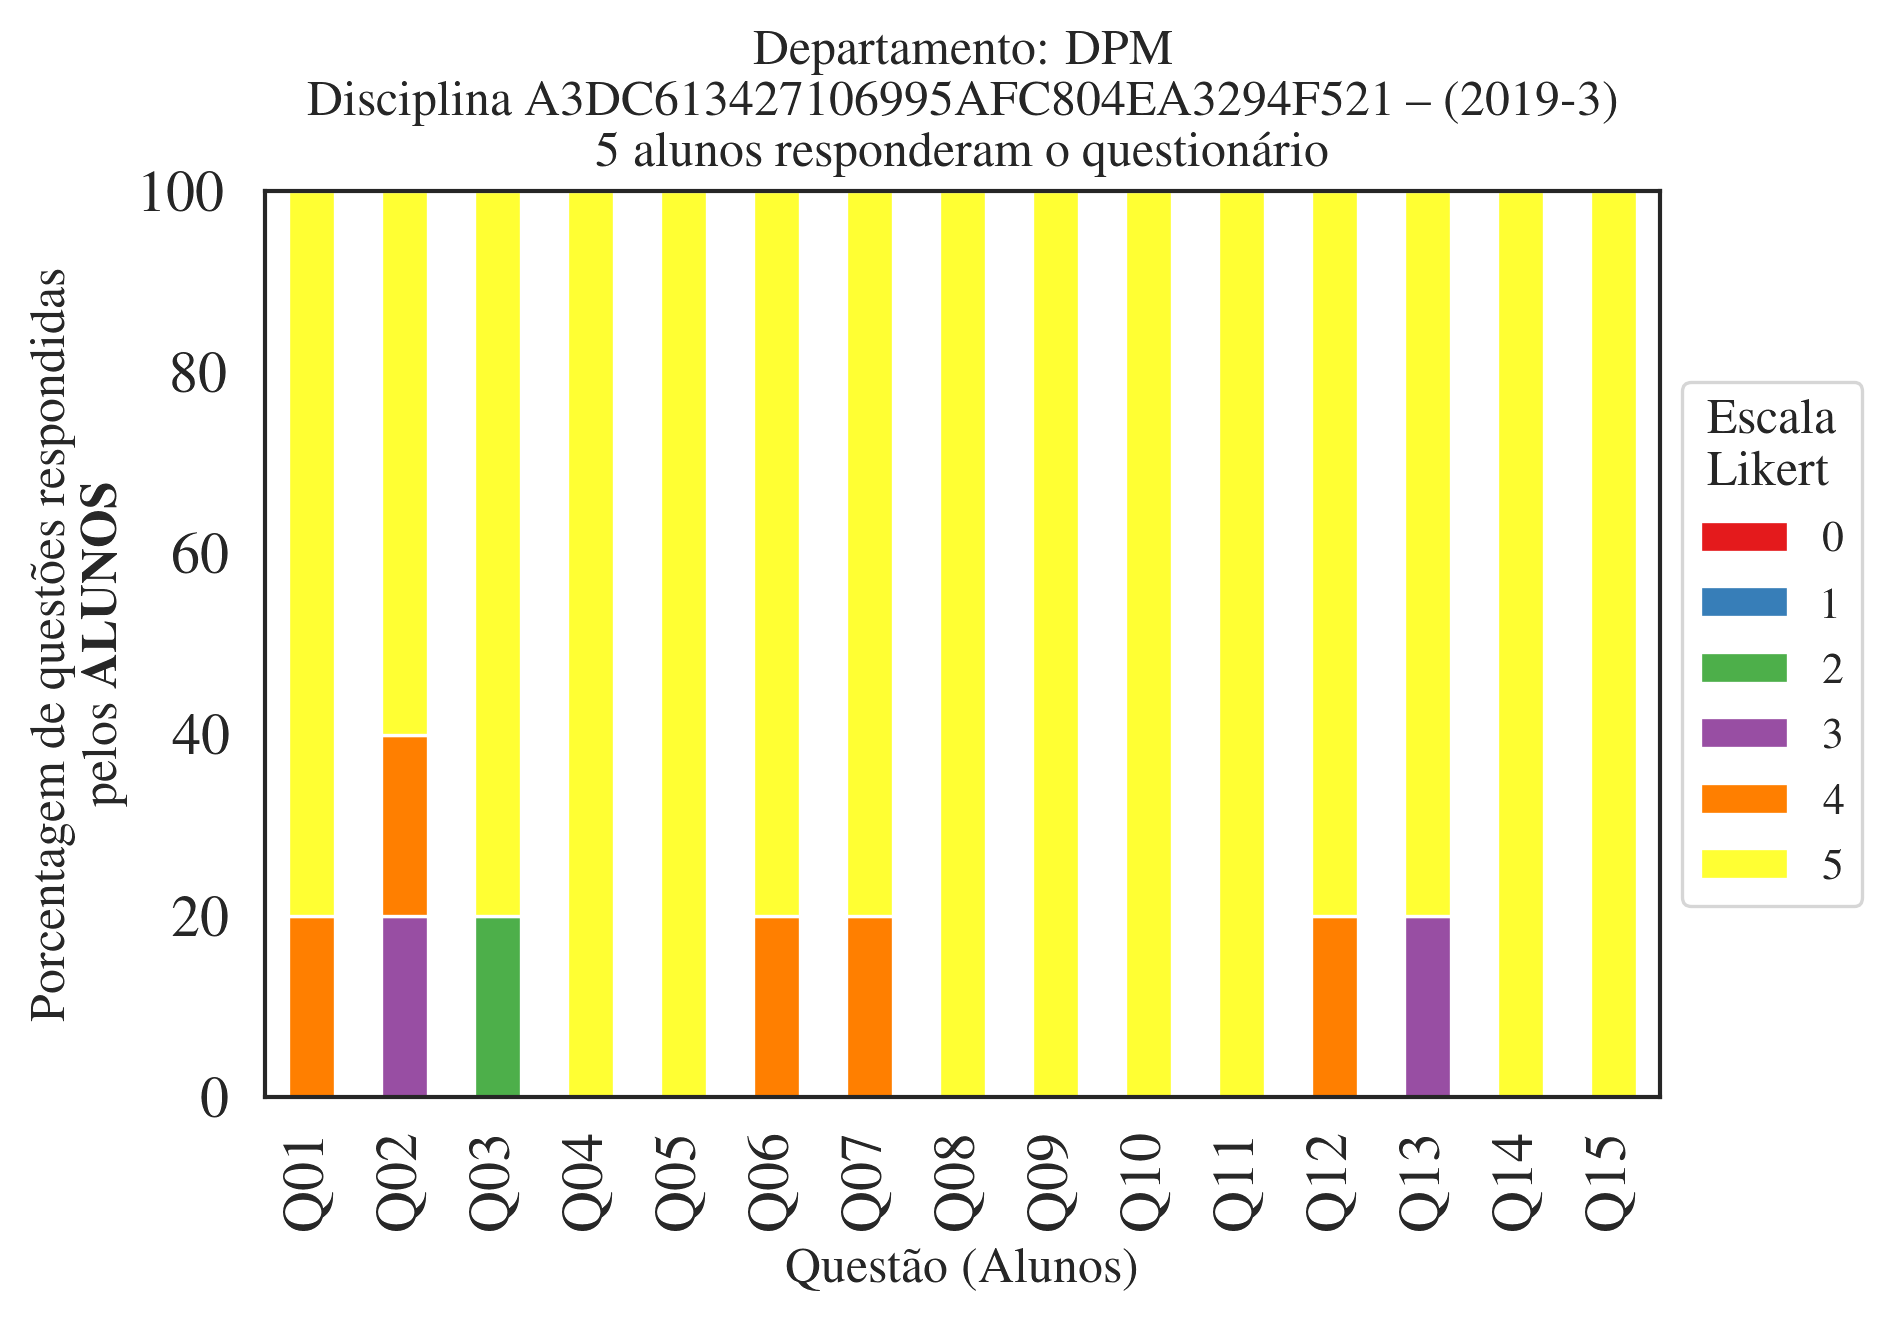 Departamento: DPM
Disciplina A3DC613427106995AFC804EA3294F521 – (2019-3)
5 alunos responderam o questionário
Porcentagem de questões respondidas
pelos ALUNOS
100
80
60
40
20
0
Q01
Q02
Q03
Q04
Q05
Q06
Q07
Q08
Q09
Q10
Q11
Q12
Q13
Q14
Q15
Questão (Alunos)
Escala
Likert
0
1
2
3
4
5